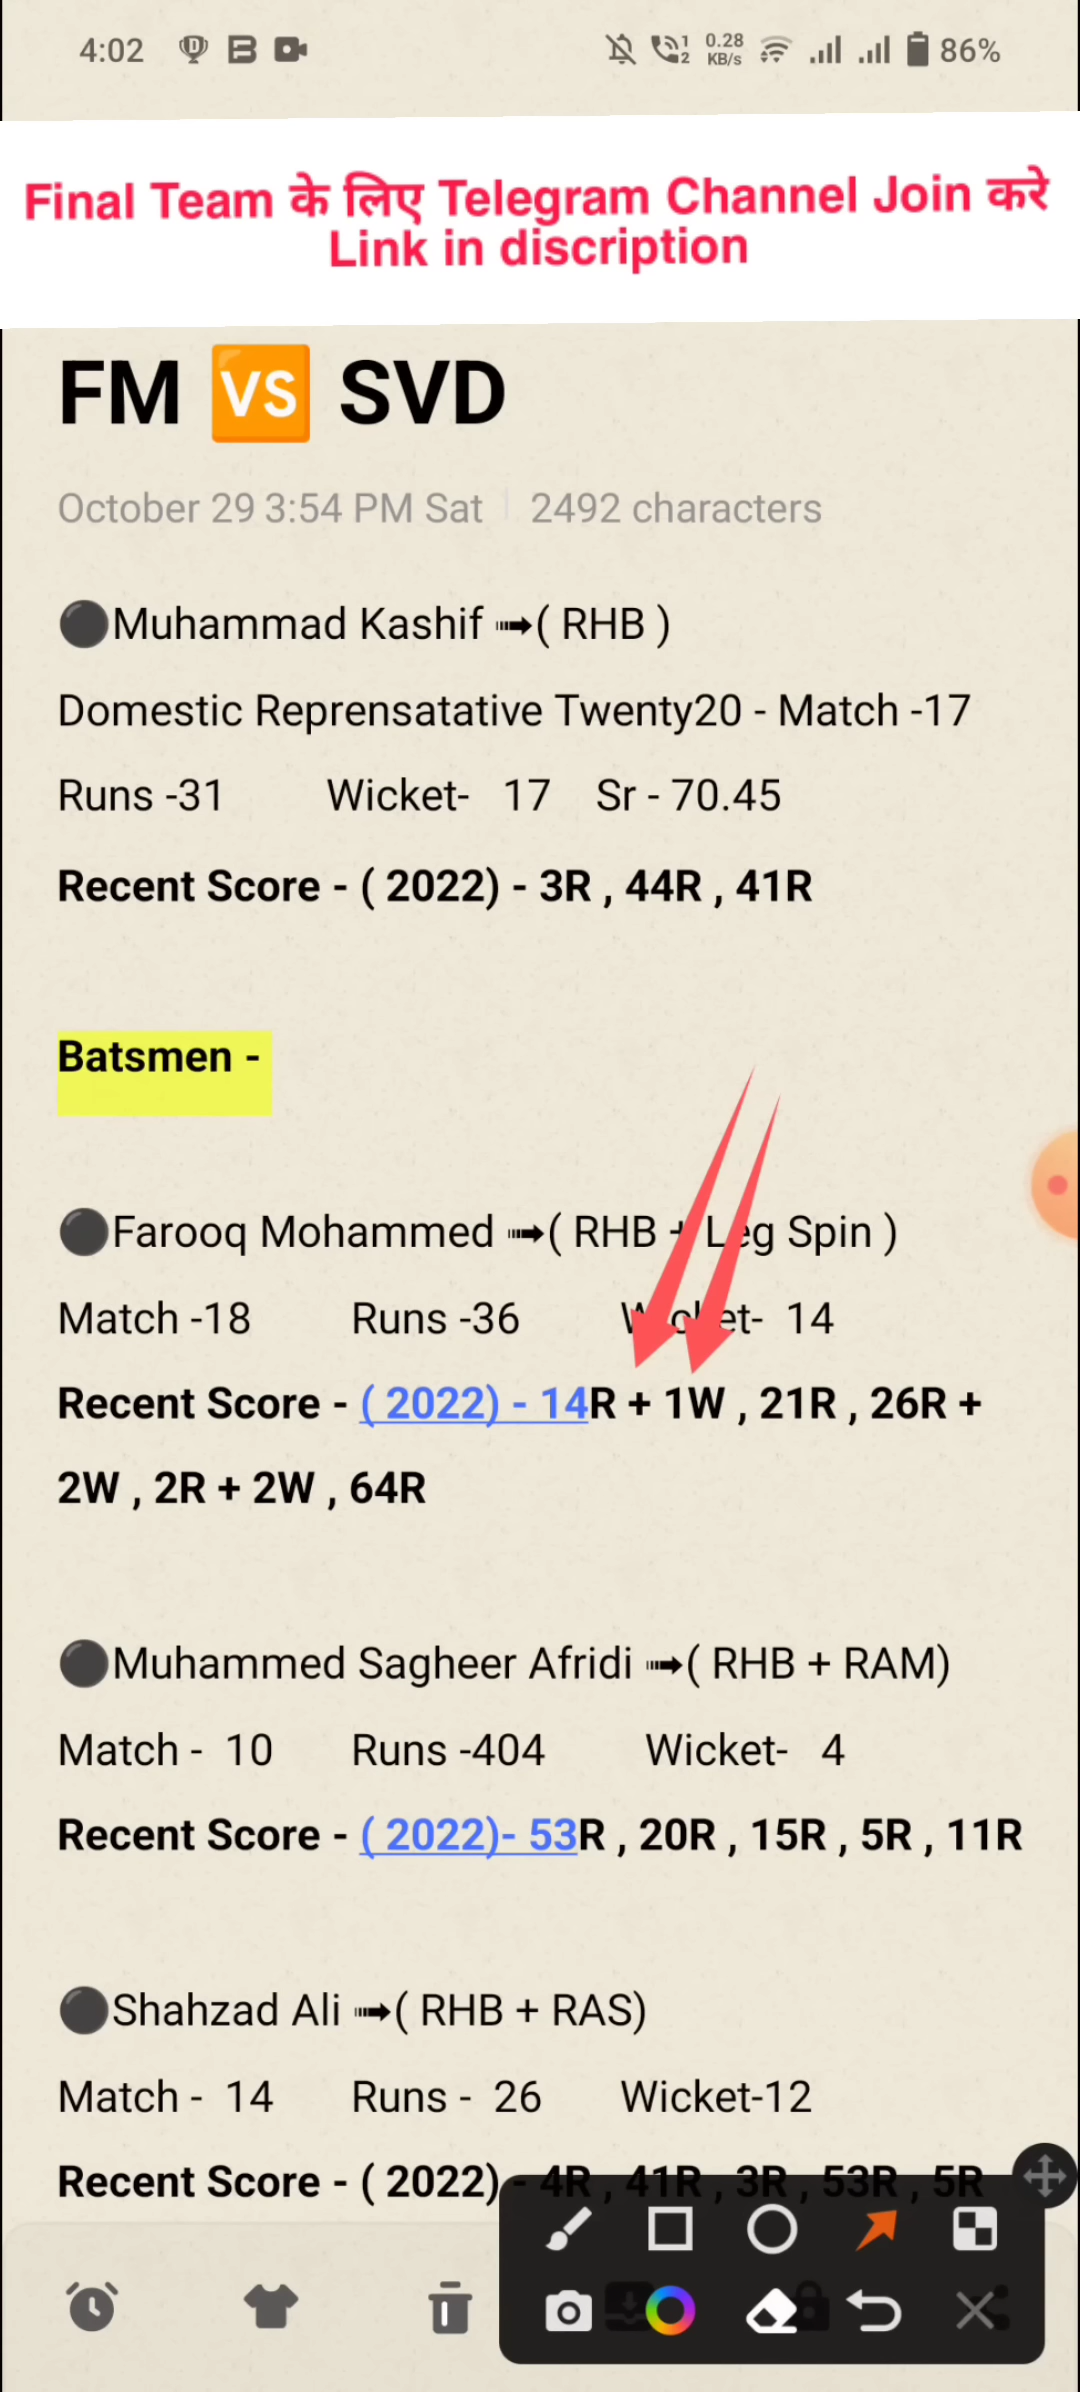 4:02 0.28 KB/s 86%
Final Team के लिए Telegram Channel Join करे
Link in discription
FM VS SVD
October 29 3:54 PM Sat | 2492 characters
Muhammad Kashif ➟( RHB )
Domestic Reprensatative Twenty20 - Match -17
Runs -31 Wicket- 17 Sr - 70.45
Recent Score - ( 2022) - 3R , 44R , 41R
Batsmen -
Farooq Mohammed ➟( RHB + Leg Spin )
Match -18 Runs -36 Wicket- 14
Recent Score - ( 2022) - 14R + 1W , 21R , 26R +
2W , 2R + 2W , 64R
Muhammed Sagheer Afridi ➟( RHB + RAM)
Match - 10 Runs -404 Wicket- 4
Recent Score - ( 2022)- 53R , 20R , 15R , 5R , 11R
Shahzad Ali ➟( RHB + RAS)
Match - 14 Runs - 26 Wicket-12
Recent Score - ( 2022) - 4R , 41R , 3R , 53R , 5R